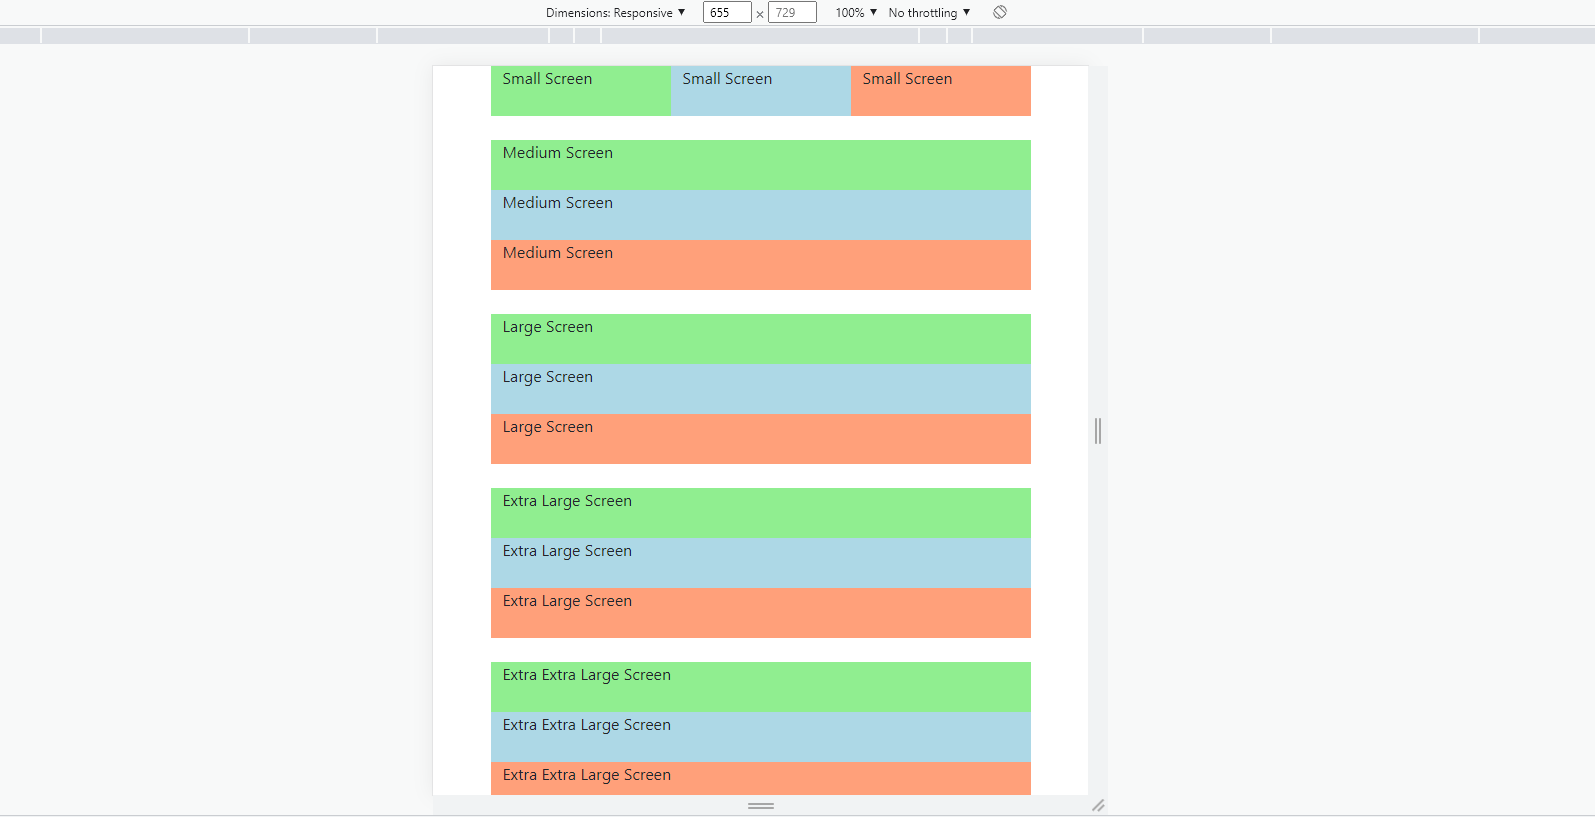 Dimensions: Responsive ▼ 655 × 729 100% ▼ No throttling ▼
Small Screen Small Screen Small Screen
Medium Screen
Medium Screen
Medium Screen
Large Screen
Large Screen
Large Screen
Extra Large Screen
Extra Large Screen
Extra Large Screen
Extra Extra Large Screen
Extra Extra Large Screen
Extra Extra Large Screen